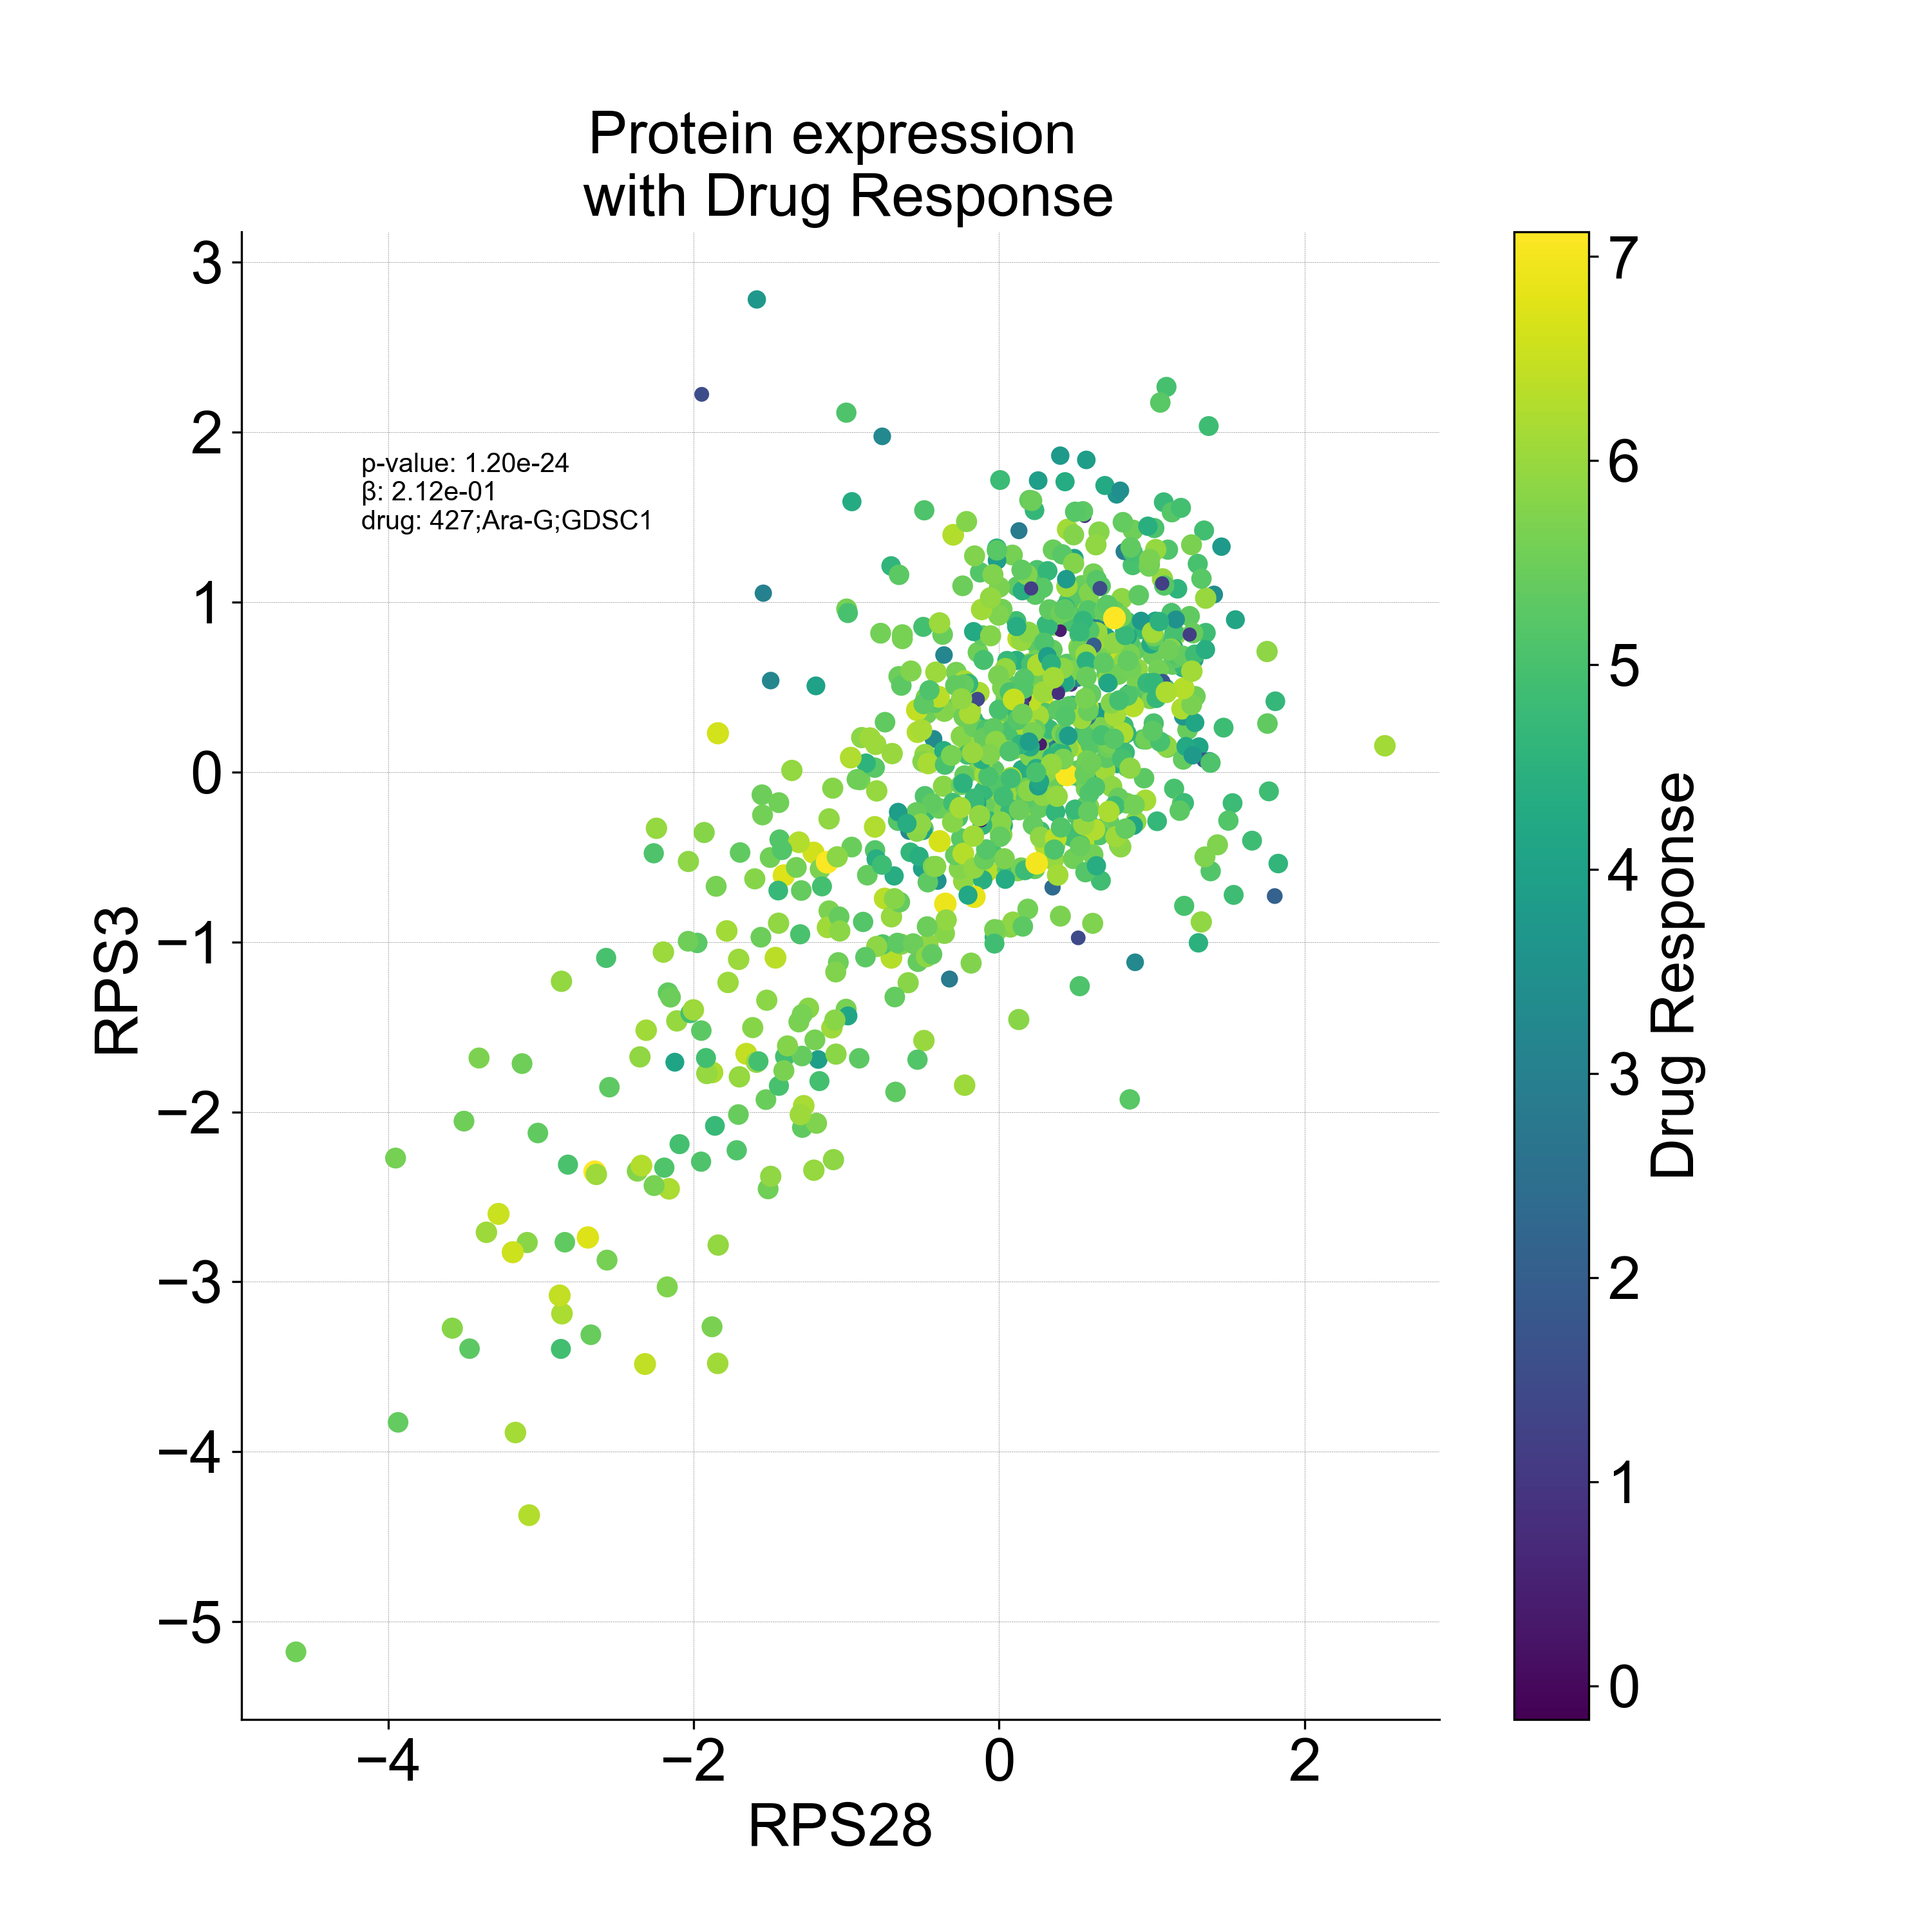 Protein expression
with Drug Response
3
2
1
0
−1
−2
−3
−4
−5
RPS3
p-value: 1.20e-24
β: 2.12e-01
drug: 427;Ara-G;GDSC1
−4
−2
0
2
RPS28
7
6
5
4
3
2
1
0
Drug Response